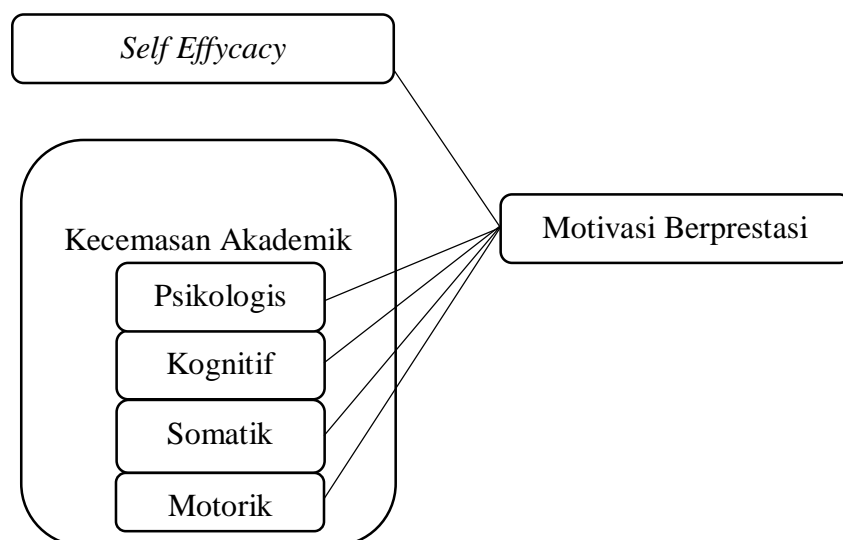 Self Effycacy
Kecemasan Akademik
Psikologis
Kognitif
Somatik
Motorik
Motivasi Berprestasi